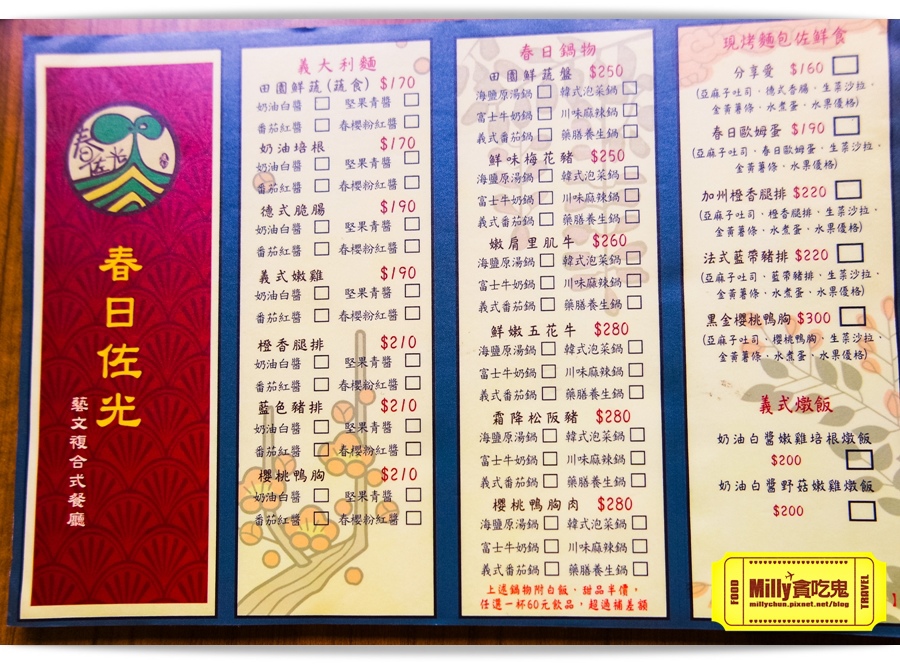 春佐光
春日佐光
藝文複合式餐廳
義大利麵
田園鮮蔬(蔬食) $170
奶油白醬 堅果青醬
番茄紅醬 春櫻粉紅醬
奶油培根 $170
奶油白醬 堅果青醬
番茄紅醬 春櫻粉紅醬
德式脆腸 $190
奶油白醬 堅果青醬
番茄紅醬 春櫻粉紅醬
義式嫩雞 $190
奶油白醬 堅果青醬
番茄紅醬 春櫻粉紅醬
橙香腿排 $210
奶油白醬 堅果青醬
番茄紅醬 春櫻粉紅醬
藍色豬排 $210
奶油白醬 堅果青醬
番茄紅醬 春櫻粉紅醬
櫻桃鴨胸 $210
奶油白醬 堅果青醬
番茄紅醬 春櫻粉紅醬
春日鍋物
田園鮮蔬盤 $250
海鹽原湯鍋 韓式泡菜鍋
富士牛奶鍋 川味麻辣鍋
義式番茄鍋 藥膳養生鍋
鮮味梅花豬 $250
海鹽原湯鍋 韓式泡菜鍋
富士牛奶鍋 川味麻辣鍋
義式番茄鍋 藥膳養生鍋
嫩肩里肌牛 $260
海鹽原湯鍋 韓式泡菜鍋
富士牛奶鍋 川味麻辣鍋
義式番茄鍋 藥膳養生鍋
鮮嫩五花牛 $280
海鹽原湯鍋 韓式泡菜鍋
富士牛奶鍋 川味麻辣鍋
義式番茄鍋 藥膳養生鍋
霜降松阪豬 $280
海鹽原湯鍋 韓式泡菜鍋
富士牛奶鍋 川味麻辣鍋
義式番茄鍋 藥膳養生鍋
櫻桃鴨胸肉 $280
海鹽原湯鍋 韓式泡菜鍋
富士牛奶鍋 川味麻辣鍋
義式番茄鍋 藥膳養生鍋
上述鍋物附白飯．甜品半價，
任選一杯60元飲品，超過補差額
現烤麵包佐鮮食
分享愛 $160
(亞麻子吐司．德式香腸．生菜沙拉．
金黃薯條．水煮蛋．水果優格)
春日歐姆蛋 $190
(亞麻子吐司．春日歐姆蛋．生菜沙拉．
金黃薯條．水果優格)
加州橙香腿排 $220
(亞麻子吐司．橙香腿排．生菜沙拉．
金黃薯條．水煮蛋．水果優格)
法式藍帶豬排 $220
(亞麻子吐司．藍帶豬排．生菜沙拉．
金黃薯條．水煮蛋．水果優格)
黑金櫻桃鴨胸 $300
(亞麻子吐司．櫻桃鴨胸．生菜沙拉．
金黃薯條．水煮蛋．水果優格)
義式燉飯
奶油白醬嫩雞培根燉飯
$200
奶油白醬野菇嫩雞燉飯
$200
FOOD
Milly貪吃鬼
millychun.pixnet.net/blog
TRAVEL